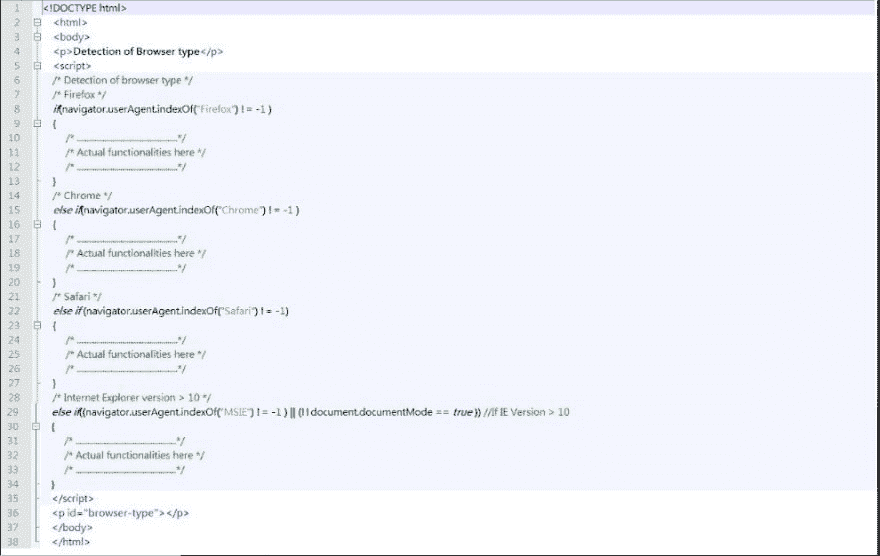 1 <!DOCTYPE html>
2 <html>
3 <body>
4 <p>Detection of Browser type</p>
5 <script>
6 /* Detection of browser type */
7 /* Firefox */
8 if(navigator.userAgent.indexOf("Firefox") != -1 )
9 {
10 /* ................................*/
11 /* Actual functionalities here */
12 /* ................................*/
13 }
14 /* Chrome */
15 else if(navigator.userAgent.indexOf("Chrome") != -1 )
16 {
17 /* ................................*/
18 /* Actual functionalities here */
19 /* ................................*/
20 }
21 /* Safari */
22 else if (navigator.userAgent.indexOf("Safari") != -1)
23 {
24 /* ................................*/
25 /* Actual functionalities here */
26 /* ................................*/
27 }
28 /* Internet Explorer version > 10 */
29 else if((navigator.userAgent.indexOf("MSIE") != -1 ) || (!!document.documentMode == true )) //If IE Version > 10
30 {
31 /* ................................*/
32 /* Actual functionalities here */
33 /* ................................*/
34 }
35 </script>
36 <p id="browser-type"></p>
37 </body>
38 </html>